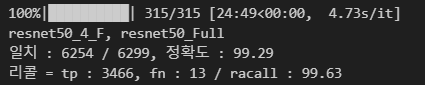 100%|██████████| 315/315 [24:49<00:00,  4.73s/it]
resnet50_4_F, resnet50_Full
일치 : 6254 / 6299, 정확도 : 99.29
리콜 = tp : 3466, fn : 13 / racall : 99.63